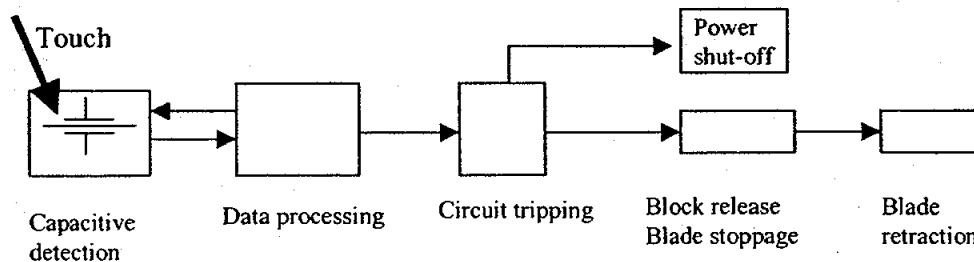 Touch
Power
shut-off
Capacitive
detection
Data processing
Circuit tripping
Block release
Blade stoppage
Blade
retraction